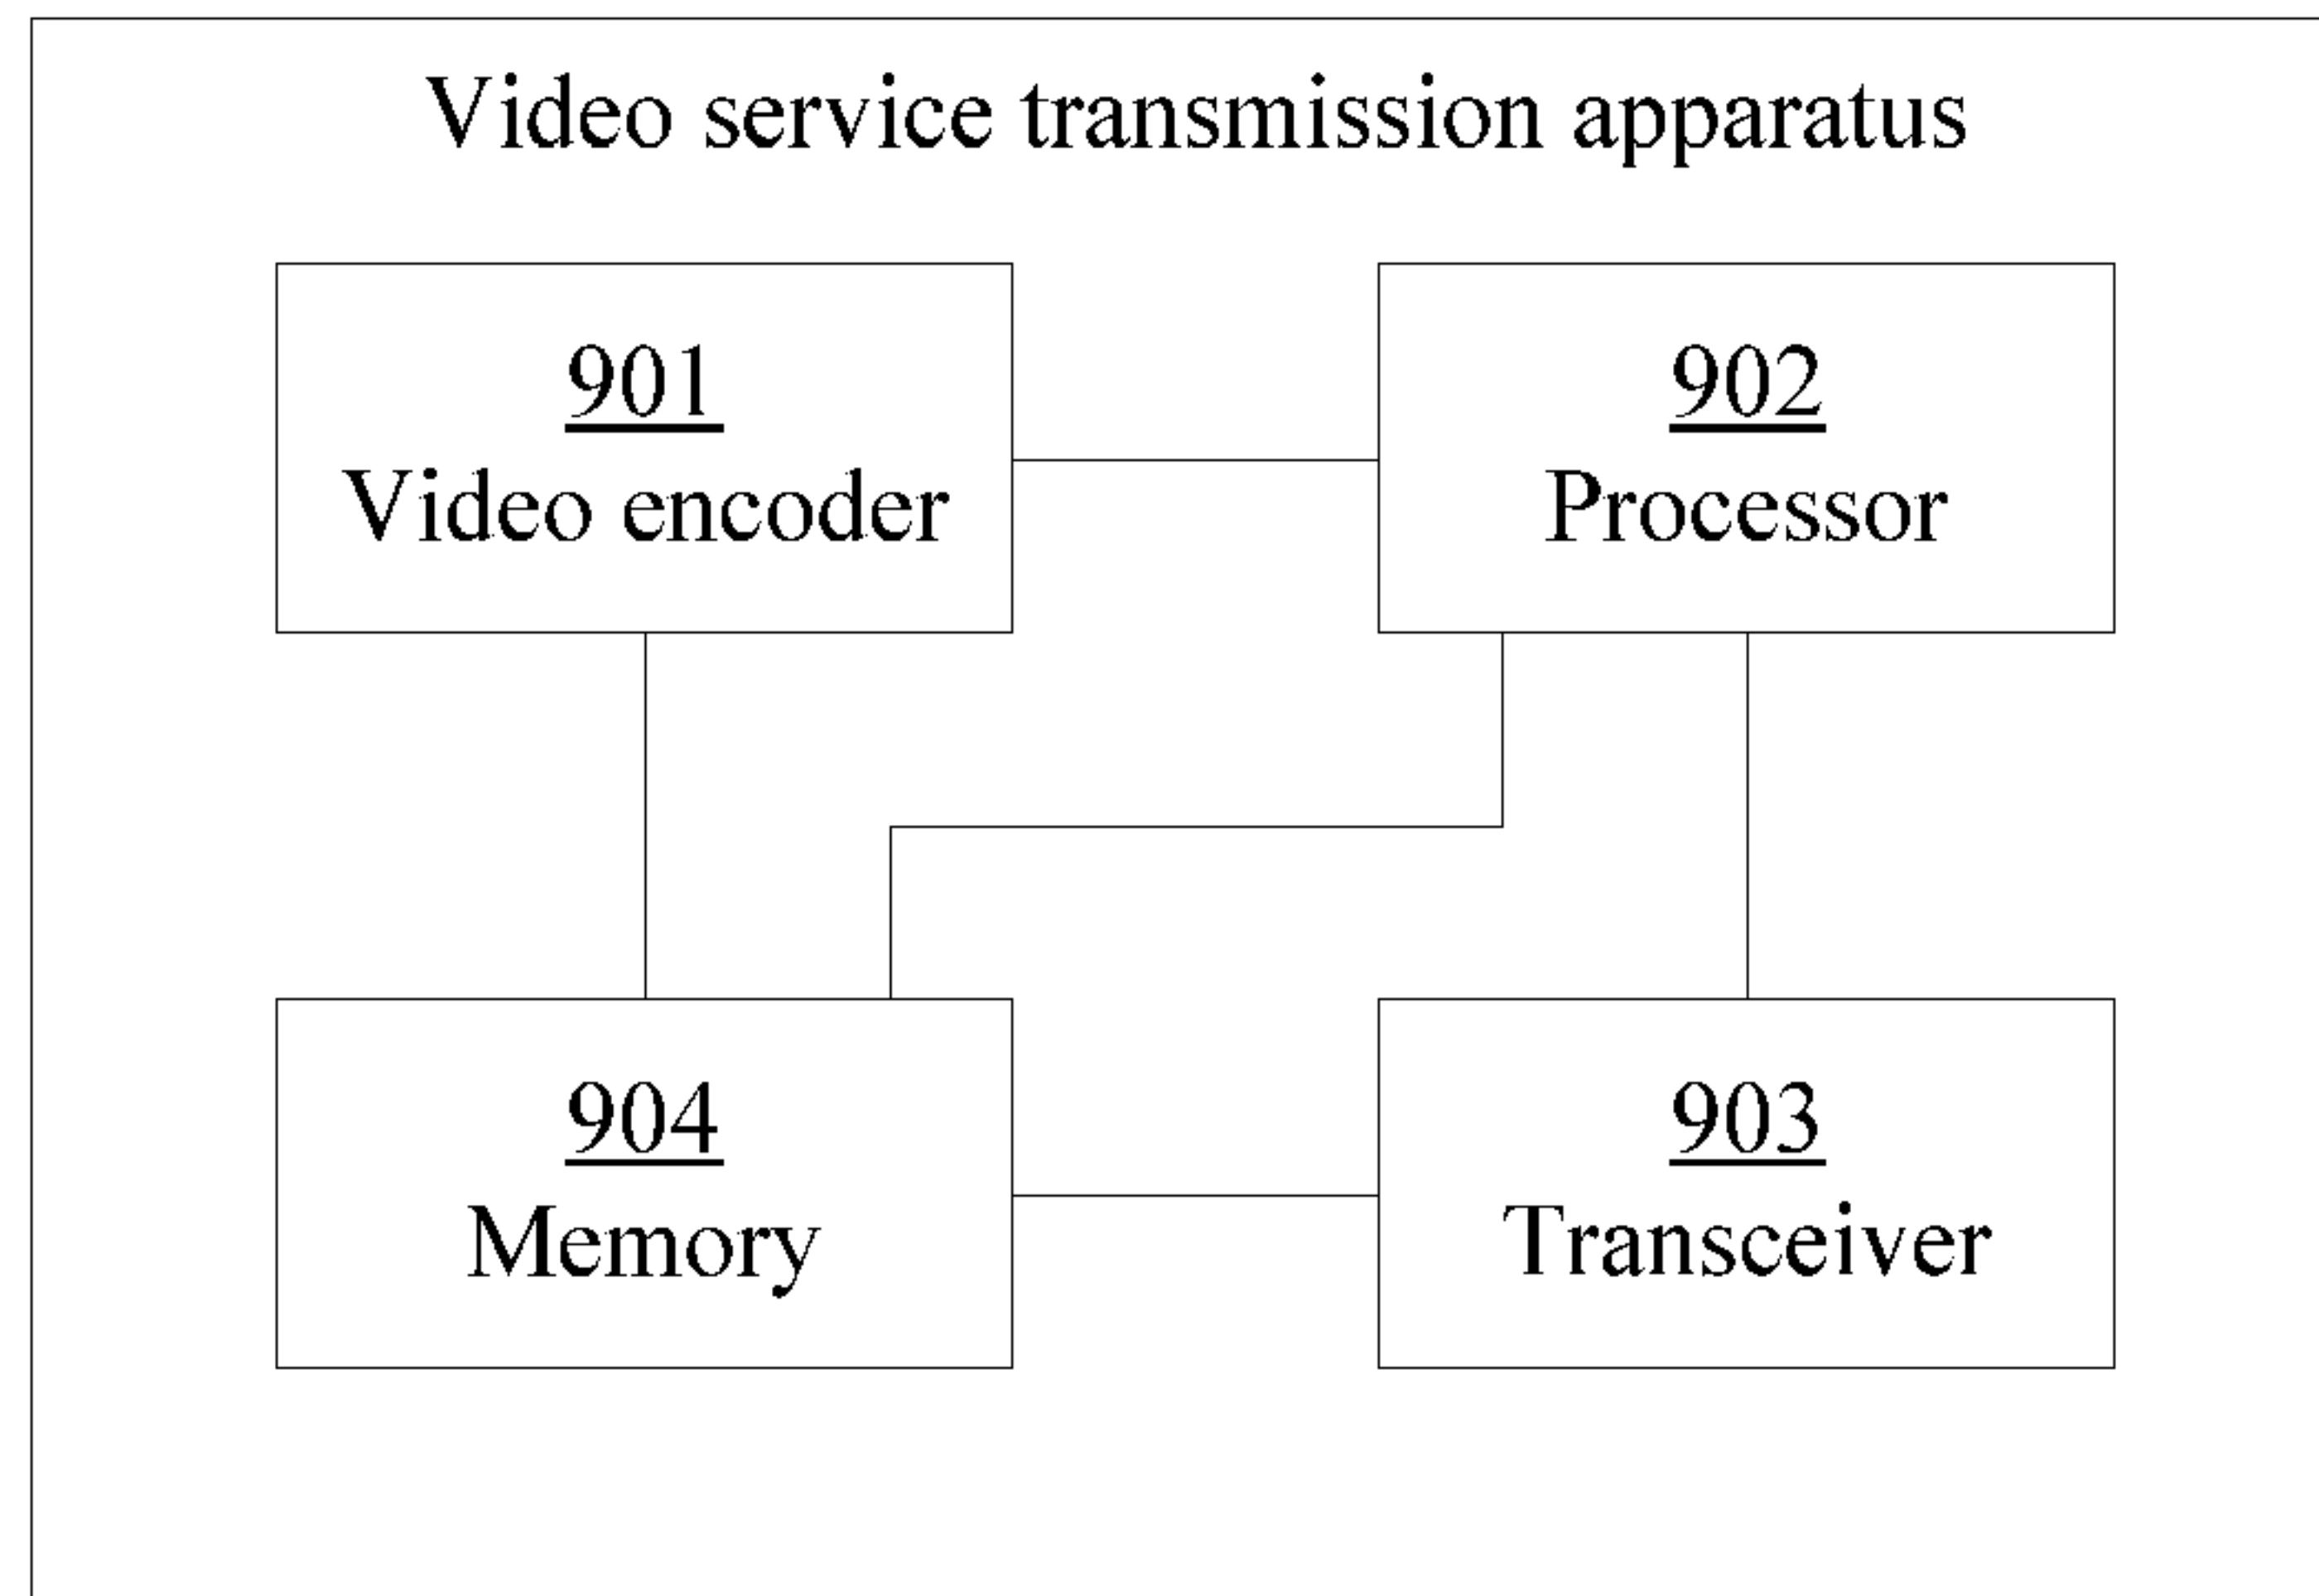 Video service transmission apparatus
901
Video encoder
902
Processor
904
Memory
903
Transceiver